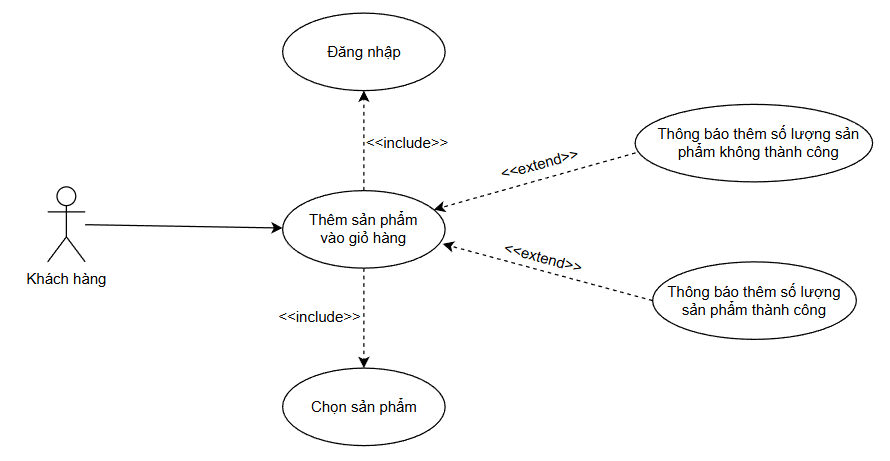 Đăng nhập
<<include>>
Thông báo thêm số lượng sản
phẩm không thành công
<<extend>>
Thêm sản phẩm
vào giỏ hàng
Khách hàng
<<extend>>
Thông báo thêm số lượng
sản phẩm thành công
<<include>>
Chọn sản phẩm